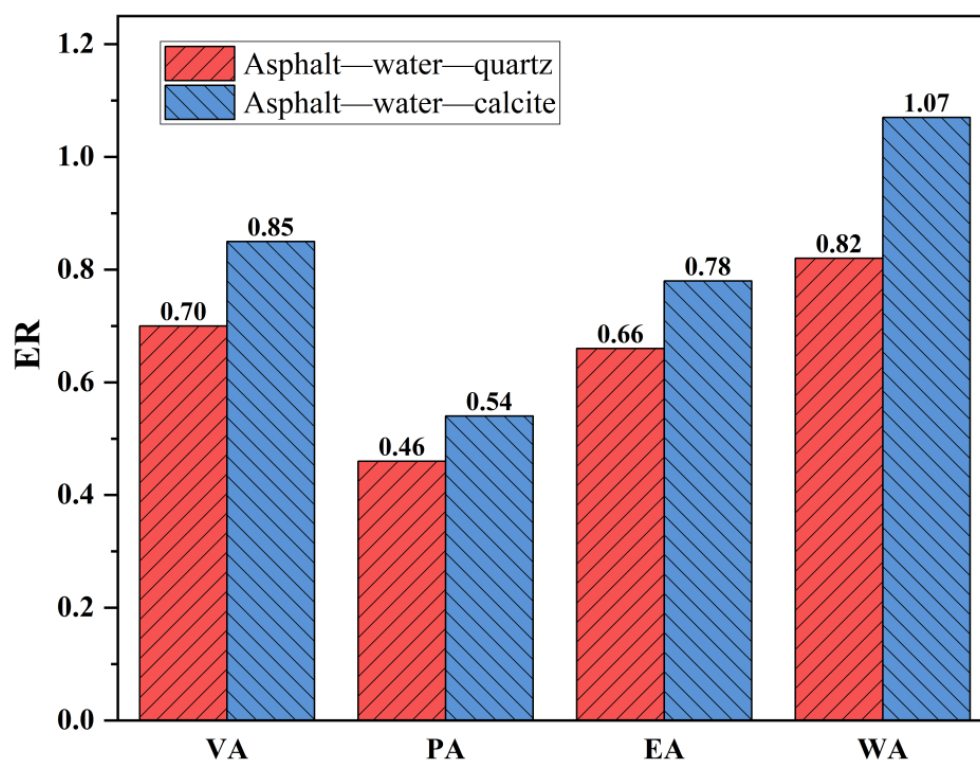 Asphalt—water—quartz
Asphalt—water—calcite
ER
1.2
1.0
0.8
0.6
0.4
0.2
0.0
0.70
0.85
0.46
0.54
0.66
0.78
0.82
1.07
VA
PA
EA
WA